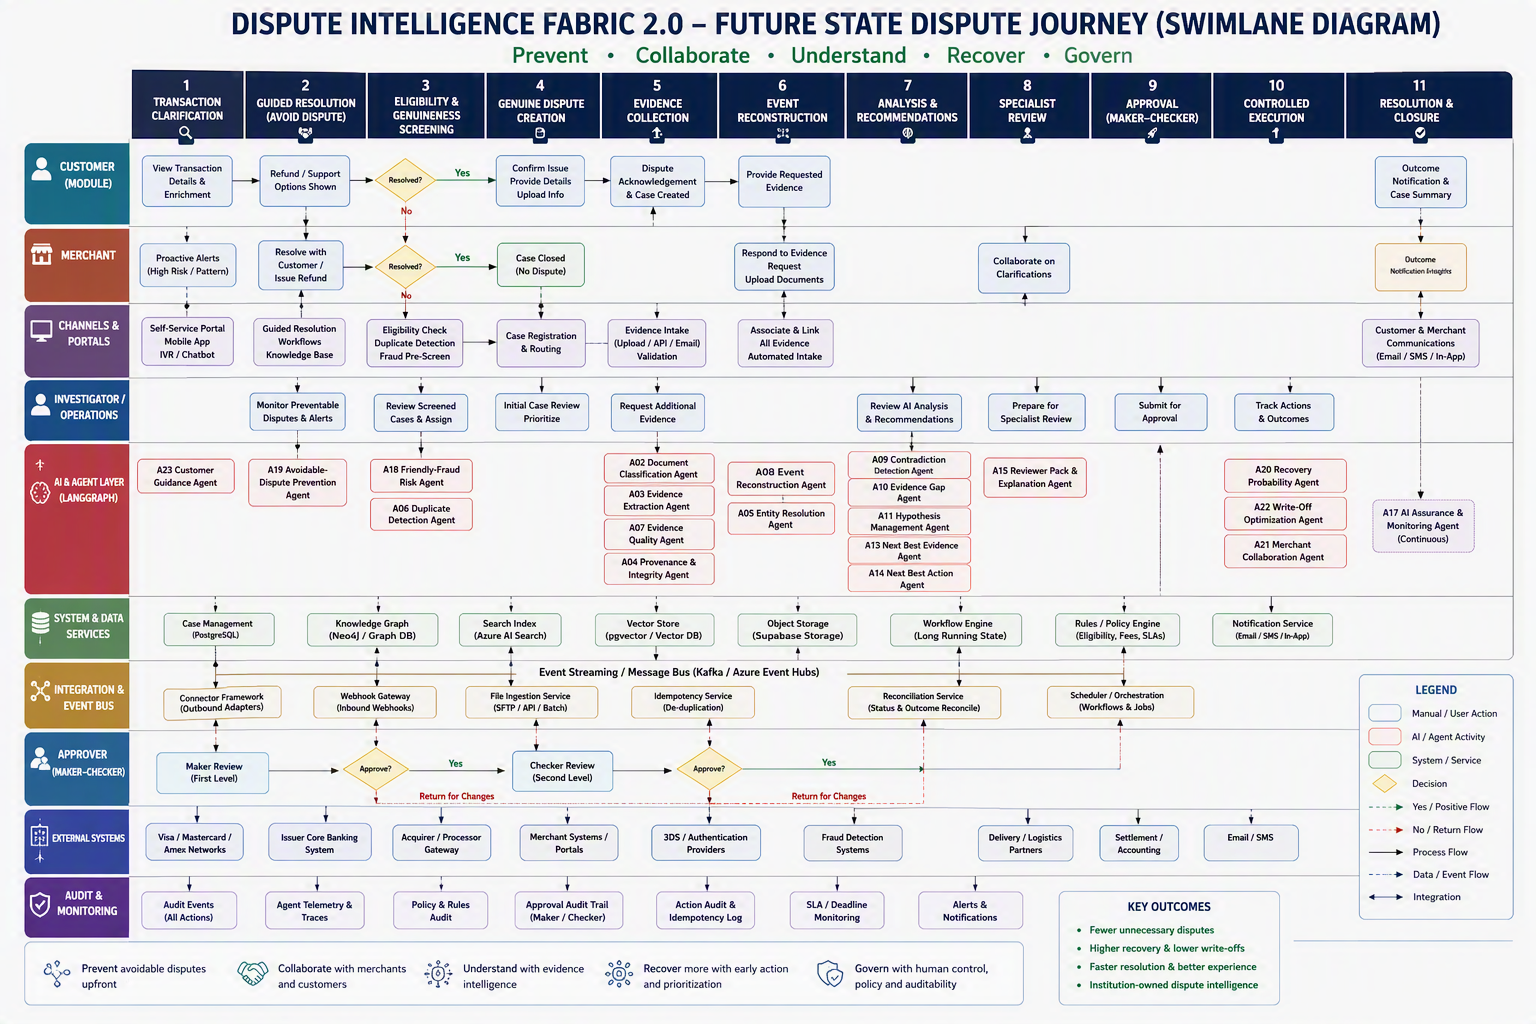 DISPUTE INTELLIGENCE FABRIC 2.0 – FUTURE STATE DISPUTE JOURNEY (SWIMLANE DIAGRAM)
Prevent • Collaborate • Understand • Recover • Govern
1
TRANSACTION
CLARIFICATION
2
GUIDED RESOLUTION
(AVOID DISPUTE)
3
ELIGIBILITY &
GENUINENESS
SCREENING
4
GENUINE DISPUTE
CREATION
5
EVIDENCE
COLLECTION
6
EVENT
RECONSTRUCTION
7
ANALYSIS &
RECOMMENDATIONS
8
SPECIALIST
REVIEW
9
APPROVAL
(MAKER–CHECKER)
10
CONTROLLED
EXECUTION
11
RESOLUTION &
CLOSURE
CUSTOMER
(MODULE)
View Transaction
Details &
Enrichment
Refund / Support
Options Shown
Resolved?
Yes
No
Confirm Issue
Provide Details
Upload Info
Dispute
Acknowledgement
& Case Created
Provide Requested
Evidence
Outcome
Notification &
Case Summary
MERCHANT
Proactive Alerts
(High Risk / Pattern)
Resolve with
Customer /
Issue Refund
Resolved?
Yes
No
Case Closed
(No Dispute)
Respond to Evidence
Request
Upload Documents
Collaborate on
Clarifications
Outcome
Notification
CHANNELS &
PORTALS
Self-Service Portal
Mobile App
IVR / Chatbot
Guided Resolution
Workflows
Knowledge Base
Eligibility Check
Duplicate Detection
Fraud Pre-Screen
Case Registration
& Routing
Evidence Intake
(Upload / API / Email)
Validation
Associate & Link
All Evidence
Automated Intake
Customer & Merchant
Communications
(Email / SMS / In-App)
INVESTIGATOR /
OPERATIONS
Monitor Preventable
Disputes & Alerts
Review Screened
Cases & Assign
Initial Case Review
Prioritize
Request Additional
Evidence
Review AI Analysis
& Recommendations
Prepare for
Specialist Review
Submit for
Approval
Track Actions
& Outcomes
AI & AGENT LAYER
(LANGGRAPH)
A23 Customer
Guidance Agent
A19 Avoidable-
Dispute Prevention
Agent
A18 Friendly-Fraud
Risk Agent
A06 Duplicate
Detection Agent
A02 Document
Classification Agent
A03 Evidence
Extraction Agent
A07 Evidence
Quality Agent
A04 Provenance &
Integrity Agent
A08 Event
Reconstruction Agent
A05 Entity Resolution
Agent
A09 Contradiction
Detection Agent
A10 Evidence Gap
Agent
A11 Hypothesis
Management Agent
A13 Next Best Evidence
Agent
A14 Next Best Action
Agent
A15 Reviewer Pack &
Explanation Agent
A20 Recovery
Probability Agent
A22 Write-Off
Optimization Agent
A21 Merchant
Collaboration Agent
A17 AI Assurance &
Monitoring Agent
(Continuous)
SYSTEM & DATA
SERVICES
Case Management
(PostgreSQL)
Knowledge Graph
(Neo4J / Graph DB)
Search Index
(Azure AI Search)
Vector Store
(pgvector / Vector DB)
Object Storage
(Supabase Storage)
Workflow Engine
(Long Running State)
Rules / Policy Engine
(Eligibility, Fees, SLAs)
Notification Service
(Email / SMS / In-App)
Event Streaming / Message Bus (Kafka / Azure Event Hubs)
INTEGRATION &
EVENT BUS
Connector Framework
(Outbound Adapters)
Webhook Gateway
(Inbound Webhooks)
File Ingestion Service
(SFTP / API / Batch)
Idempotency Service
(De-duplication)
Reconciliation Service
(Status & Outcome Reconcile)
Scheduler / Orchestration
(Workflows & Jobs)
APPROVER
(MAKER–CHECKER)
Maker Review
(First Level)
Approve?
Yes
Checker Review
(Second Level)
Approve?
Yes
Return for Changes
Return for Changes
EXTERNAL SYSTEMS
Visa / Mastercard /
Amex Networks
Issuer Core Banking
System
Acquirer / Processor
Gateway
Merchant Systems /
Portals
3DS / Authentication
Providers
Fraud Detection
Systems
Delivery / Logistics
Partners
Settlement /
Accounting
Email / SMS
AUDIT &
MONITORING
Audit Events
(All Actions)
Agent Telemetry &
Traces
Policy & Rules
Audit
Approval Audit Trail
(Maker / Checker)
Action Audit &
Idempotency Log
SLA / Deadline
Monitoring
Alerts &
Notifications
LEGEND
Manual / User Action
AI / Agent Activity
System / Service
Decision
Yes / Positive Flow
No / Return Flow
Process Flow
Data / Event Flow
Integration
KEY OUTCOMES
• Fewer unnecessary disputes
• Higher recovery & lower write-offs
• Faster resolution & better experience
• Institution-owned dispute intelligence
Prevent avoidable disputes
upfront
Collaborate with merchants
and customers
Understand with evidence
intelligence
Recover more with early action
and prioritization
Govern with human control,
policy and auditability